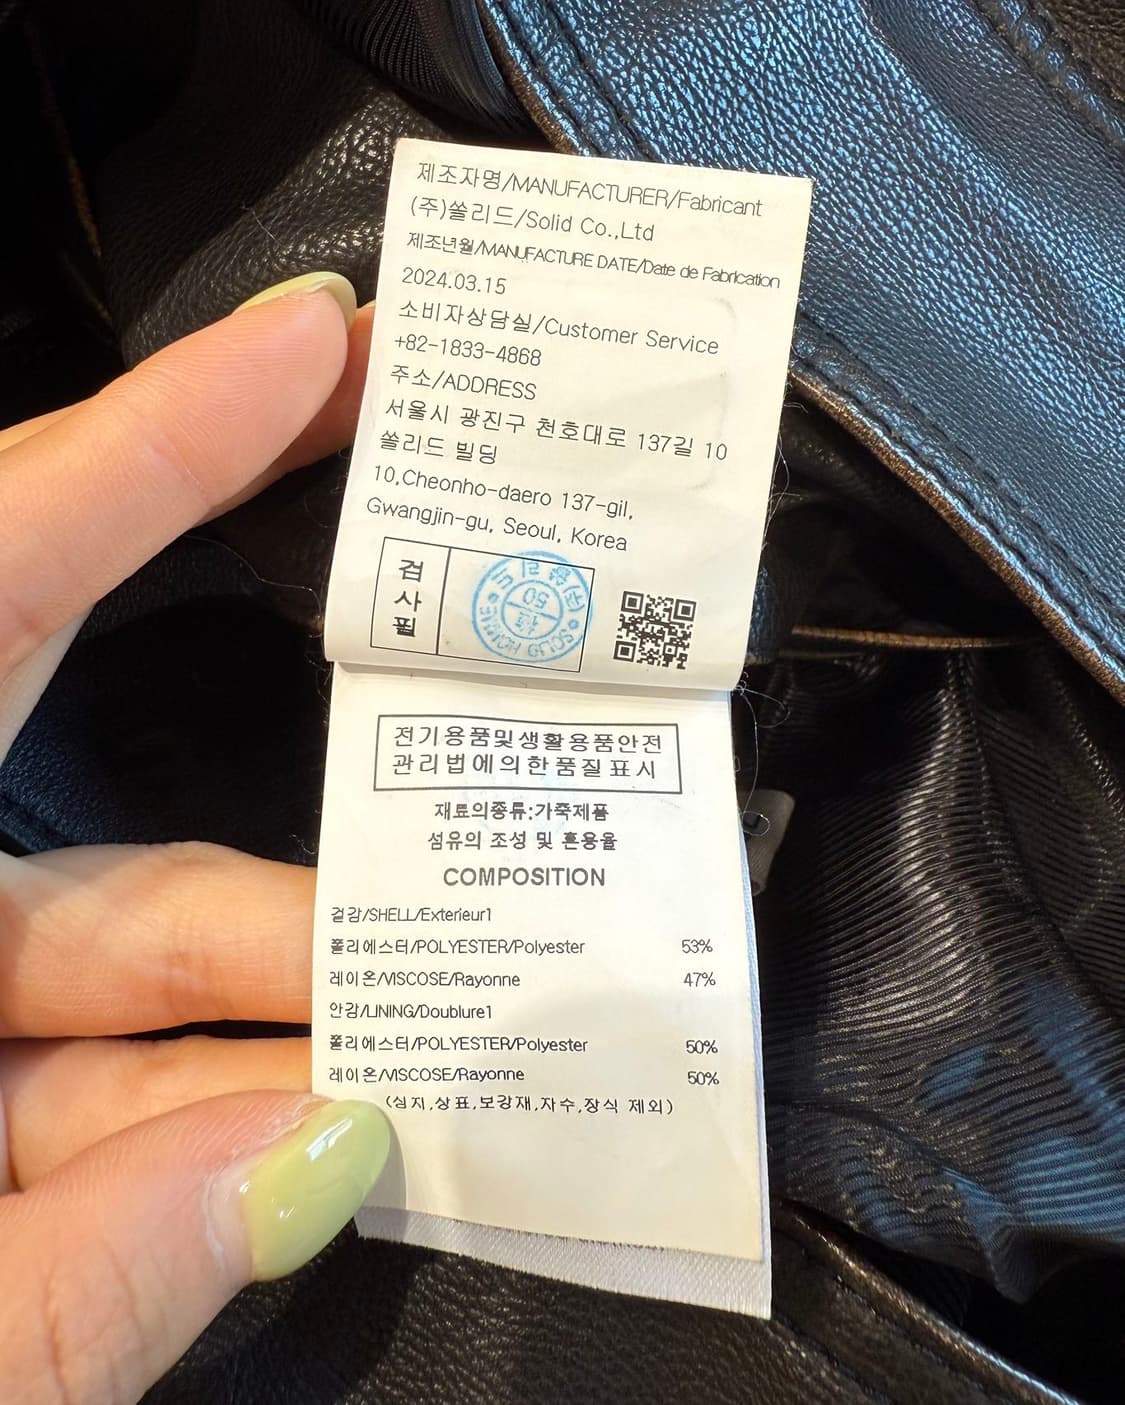 제조자명/MANUFACTURER/Fabricant
(주)쏠리드/Solid Co.,Ltd
제조년월/MANUFACTURE DATE/Date de Fabrication
2024.03.15
소비자상담실/Customer Service
+82-1833-4868
주소/ADDRESS
서울시 광진구 천호대로 137길 10
쏠리드 빌딩
10,Cheonho-daero 137-gil,
Gwangjin-gu, Seoul, Korea
검사필
SOLID HOMME
50
전기용품및생활용품안전
관리법에의한품질표시
재료의종류:가죽제품
섬유의 조성 및 혼용율
COMPOSITION
겉감/SHELL/Exterieur1
폴리에스터/POLYESTER/Polyester 53%
레이온/VISCOSE/Rayonne 47%
안감/LINING/Doublure1
폴리에스터/POLYESTER/Polyester 50%
레이온/VISCOSE/Rayonne 50%
(심지,상표,보강재,자수,장식 제외)